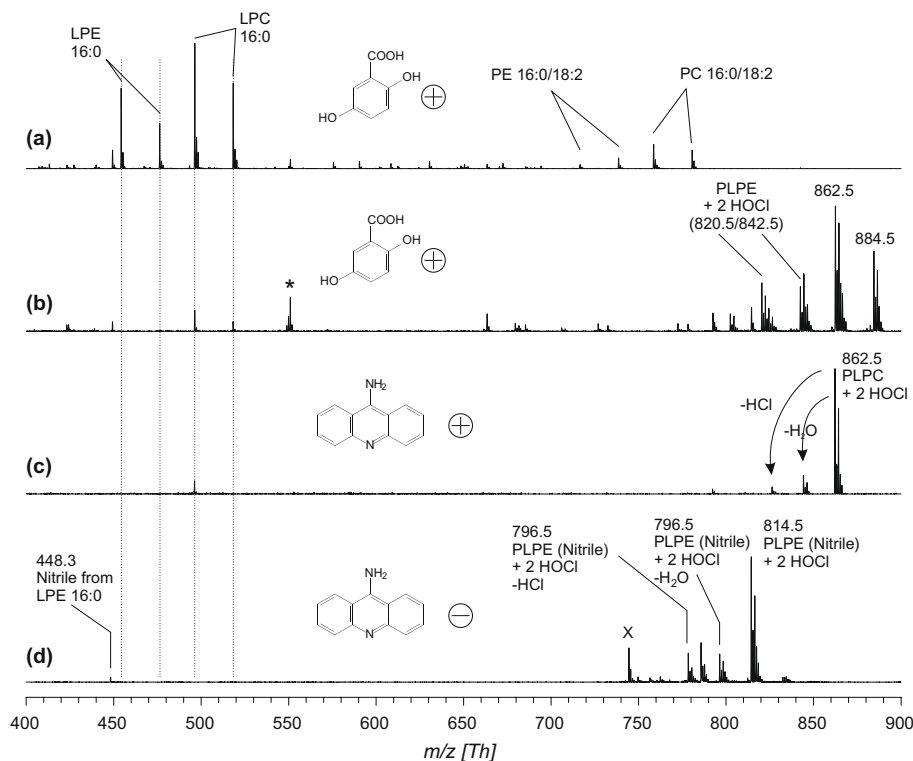 LPE
16:0
LPC
16:0
COOH
OH
HO
+
PE 16:0/18:2
PC 16:0/18:2
(a)
PLPE
+ 2 HOCl
(820.5/842.5)
862.5
884.5
COOH
OH
HO
+
*
(b)
NH2
N
+
862.5
PLPC
+ 2 HOCl
-HCl
-H2O
(c)
448.3
Nitrile from
LPE 16:0
NH2
N
−
796.5
PLPE (Nitrile)
+ 2 HOCl
-HCl
796.5
PLPE (Nitrile)
+ 2 HOCl
-H2O
814.5
PLPE (Nitrile)
+ 2 HOCl
X
(d)
400 450 500 550 600 650 700 750 800 850 900
m/z [Th]